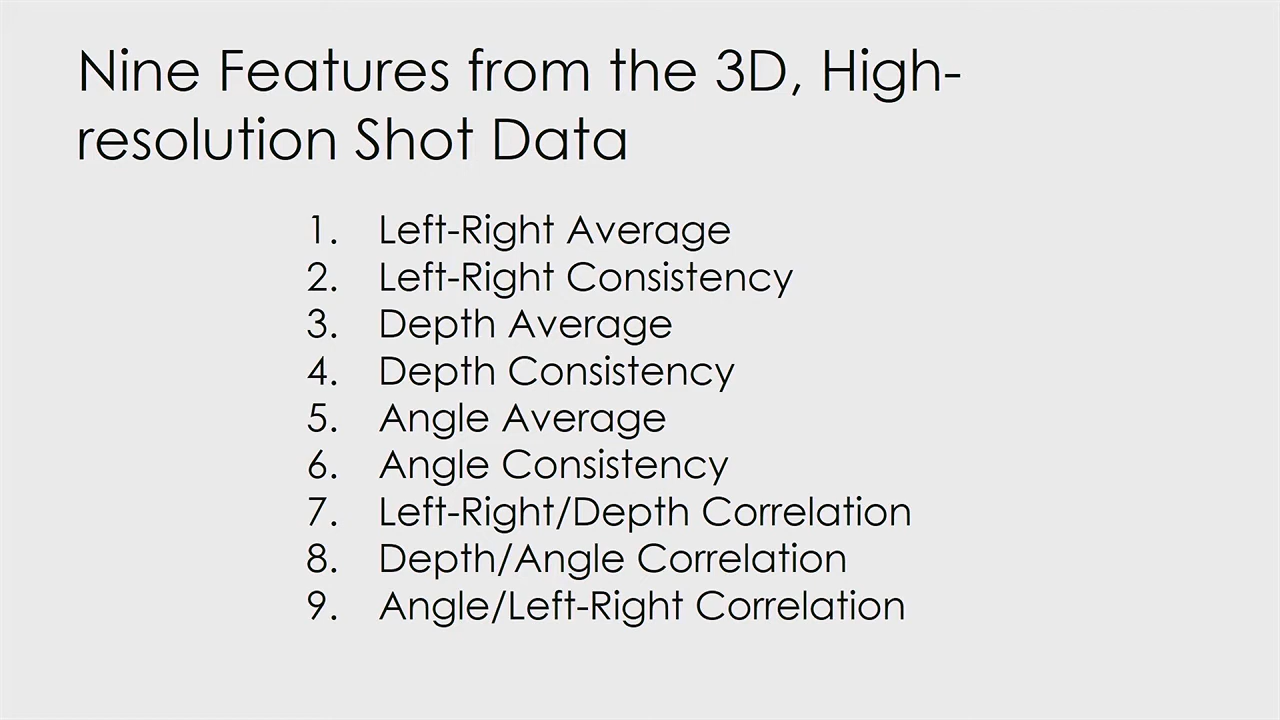 Nine Features from the 3D, High-
resolution Shot Data
1. Left-Right Average
2. Left-Right Consistency
3. Depth Average
4. Depth Consistency
5. Angle Average
6. Angle Consistency
7. Left-Right/Depth Correlation
8. Depth/Angle Correlation
9. Angle/Left-Right Correlation